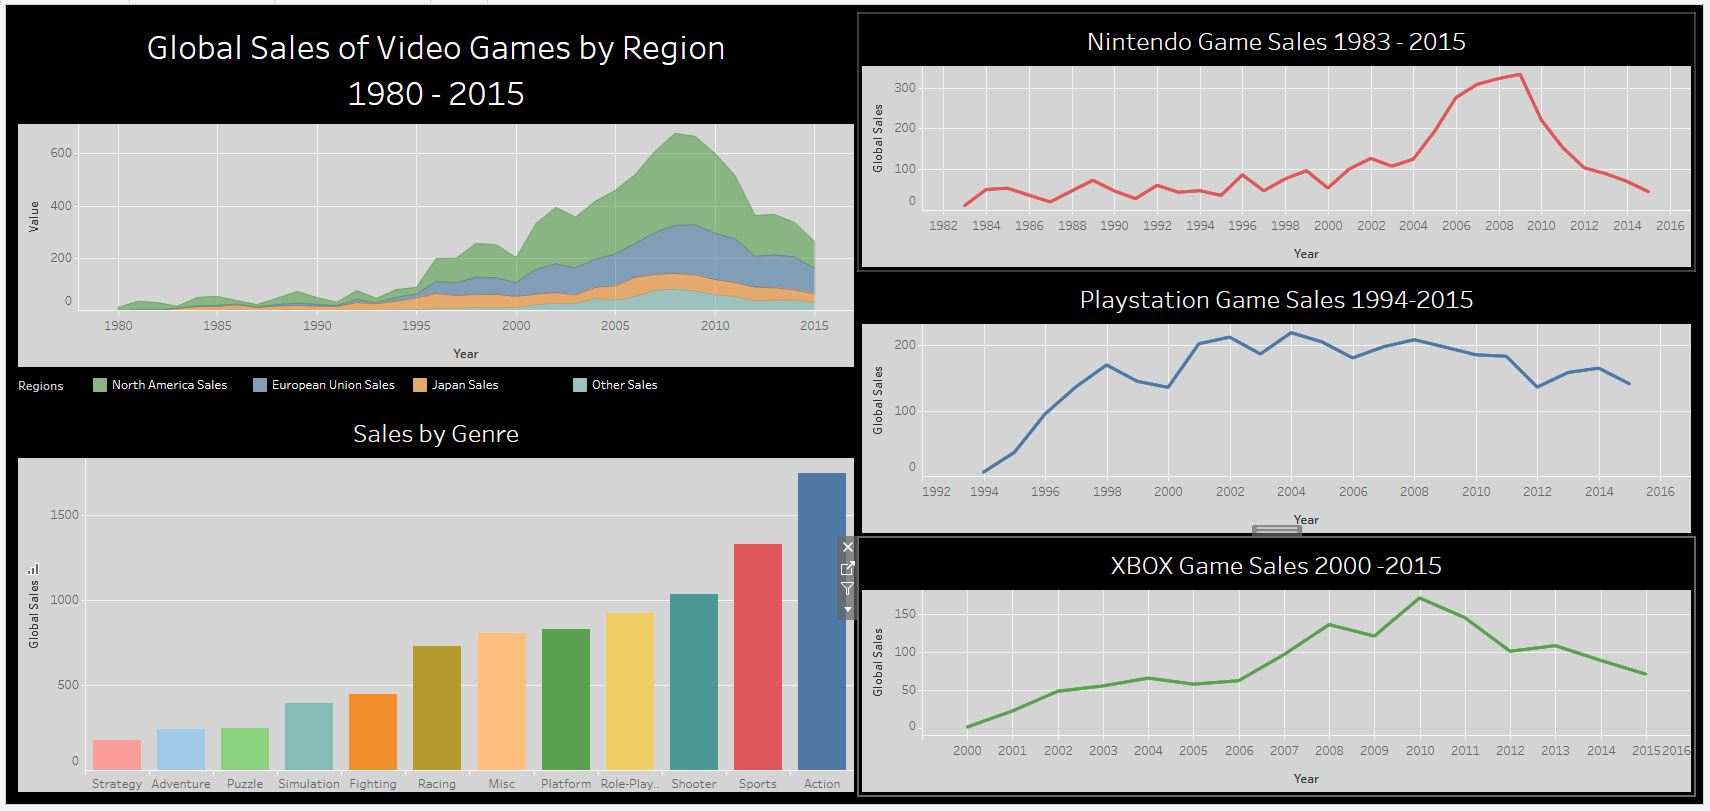 Global Sales of Video Games by Region
1980 - 2015
600
400
200
0
Value
1980 1985 1990 1995 2000 2005 2010 2015
Year
Regions North America Sales European Union Sales Japan Sales Other Sales
Sales by Genre
1500
1000
500
0
Global Sales
Strategy Adventure Puzzle Simulation Fighting Racing Misc Platform Role-Play.. Shooter Sports Action
Nintendo Game Sales 1983 - 2015
300
200
100
0
Global Sales
1982 1984 1986 1988 1990 1992 1994 1996 1998 2000 2002 2004 2006 2008 2010 2012 2014 2016
Year
Playstation Game Sales 1994-2015
200
100
0
Global Sales
1992 1994 1996 1998 2000 2002 2004 2006 2008 2010 2012 2014 2016
Year
XBOX Game Sales 2000 -2015
150
100
50
0
Global Sales
2000 2001 2002 2003 2004 2005 2006 2007 2008 2009 2010 2011 2012 2013 2014 2015 2016
Year